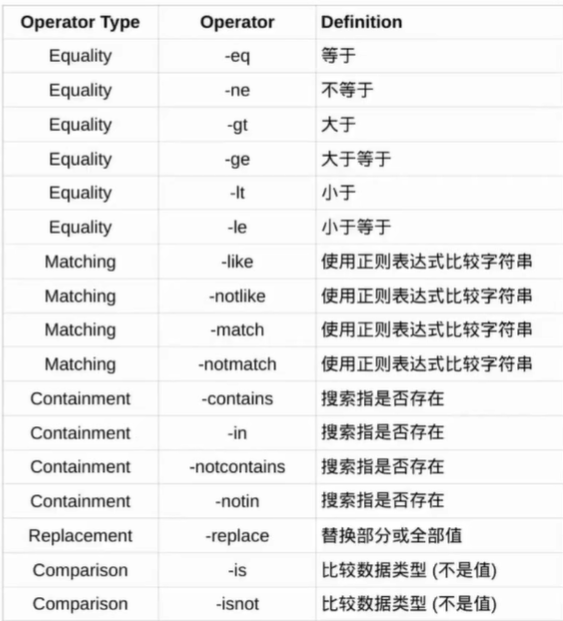 Operator Type Operator Definition
Equality -eq 等于
Equality -ne 不等于
Equality -gt 大于
Equality -ge 大于等于
Equality -lt 小于
Equality -le 小于等于
Matching -like 使用正则表达式比较字符串
Matching -notlike 使用正则表达式比较字符串
Matching -match 使用正则表达式比较字符串
Matching -notmatch 使用正则表达式比较字符串
Containment -contains 搜索指是否存在
Containment -in 搜索指是否存在
Containment -notcontains 搜索指是否存在
Containment -notin 搜索指是否存在
Replacement -replace 替换部分或全部值
Comparison -is 比较数据类型 (不是值)
Comparison -isnot 比较数据类型 (不是值)